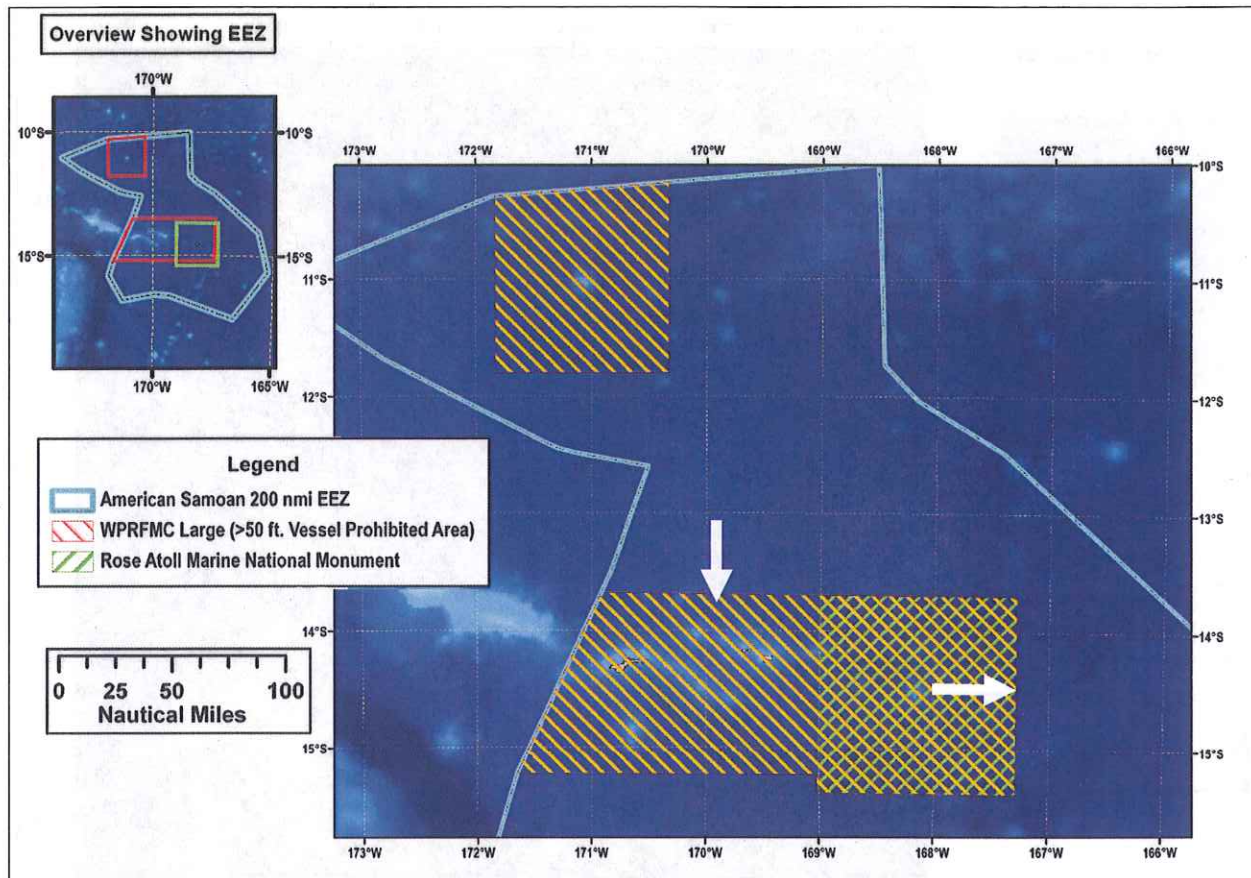 Overview Showing EEZ
170°W
10°S
10°S
15°S
15°S
170°W
165°W
173°W
172°W
171°W
170°W
169°W
168°W
167°W
166°W
10°S
10°S
11°S
11°S
12°S
12°S
13°S
14°S
14°S
15°S
15°S
173°W
172°W
171°W
170°W
169°W
168°W
167°W
166°W
Legend
American Samoan 200 nmi EEZ
WPRFMC Large (>50 ft. Vessel Prohibited Area)
Rose Atoll Marine National Monument
0 25 50 100
Nautical Miles